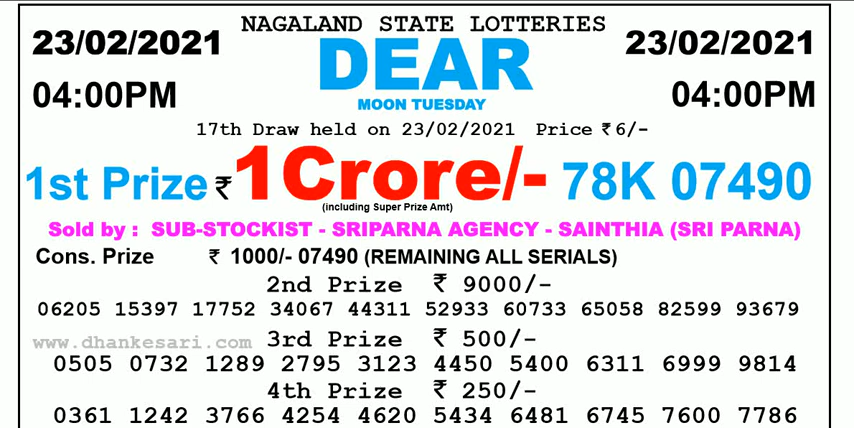 NAGALAND STATE LOTTERIES
23/02/2021 DEAR 23/02/2021
04:00PM MOON TUESDAY 04:00PM
17th Draw held on 23/02/2021 Price ₹ 6/-
1st Prize ₹ 1Crore/- 78K 07490
(including Super Prize Amt)
Sold by : SUB-STOCKIST - SRIPARNA AGENCY - SAINTHIA (SRI PARNA)
Cons. Prize ₹ 1000/- 07490 (REMAINING ALL SERIALS)
2nd Prize ₹ 9000/-
06205 15397 17752 34067 44311 52933 60733 65058 82599 93679
www.dhankesari.com 3rd Prize ₹ 500/-
0505 0732 1289 2795 3123 4450 5400 6311 6999 9814
4th Prize ₹ 250/-
0361 1242 3766 4254 4620 5434 6481 6745 7600 7786